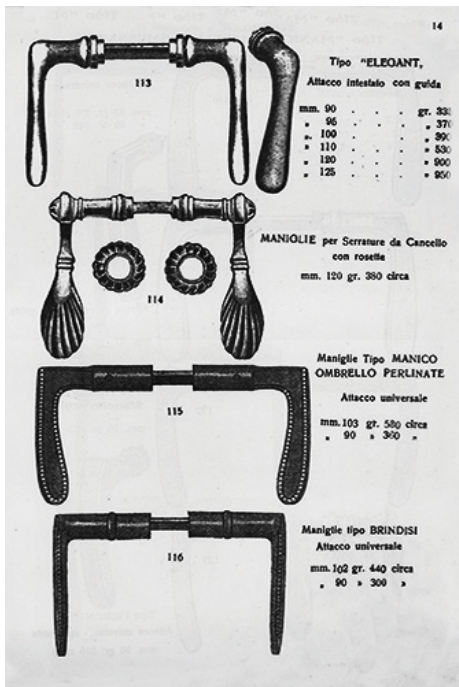 14
113
Tipo "ELEGANT,
Attacco intestato con guida
mm. 90 . . . gr. 335
„ 95 . . . „ 370
„ 100 . . . „ 390
„ 110 . . . „ 530
„ 120 . . . „ 900
„ 125 . . . „ 950
MANIGLIE per Serrature da Cancello
con rosette
mm. 120 gr. 380 circa
114
Maniglie Tipo MANICO
OMBRELLO PERLINATE
Attacco universale
mm. 103 gr. 580 circa
„ 90 » 360 „
115
Maniglie tipo BRINDISI
Attacco universale
mm. 102 gr. 440 circa
„ 90 » 300 »
116